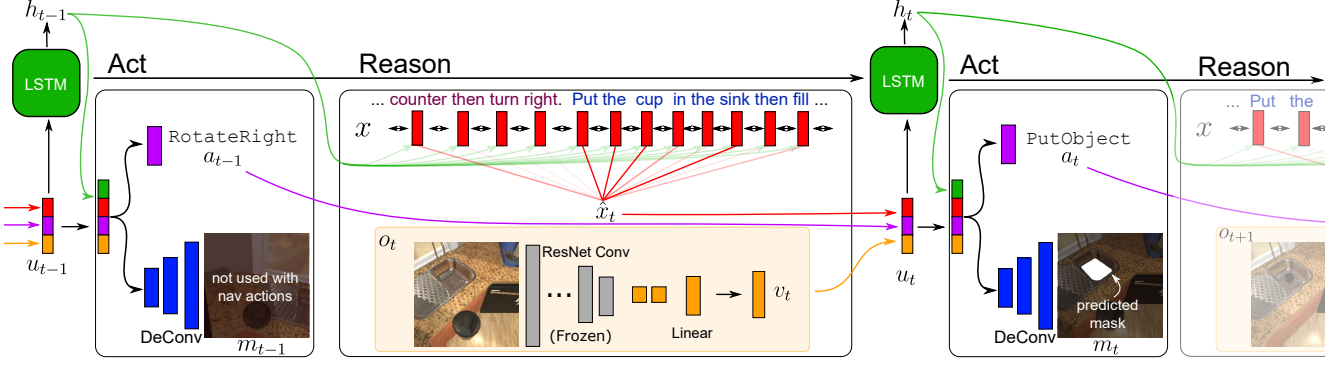 h_{t-1}
LSTM
Act
Reason
... counter then turn right. Put the cup in the sink then fill ...
x
RotateRight
a_{t-1}
x̂_t
u_{t-1}
not used with
nav actions
DeConv
m_{t-1}
o_t
ResNet Conv
...
(Frozen)
Linear
v_t
h_t
LSTM
Act
Reason
... Put the
x
PutObject
a_t
u_t
predicted
mask
DeConv
m_t
o_{t+1}